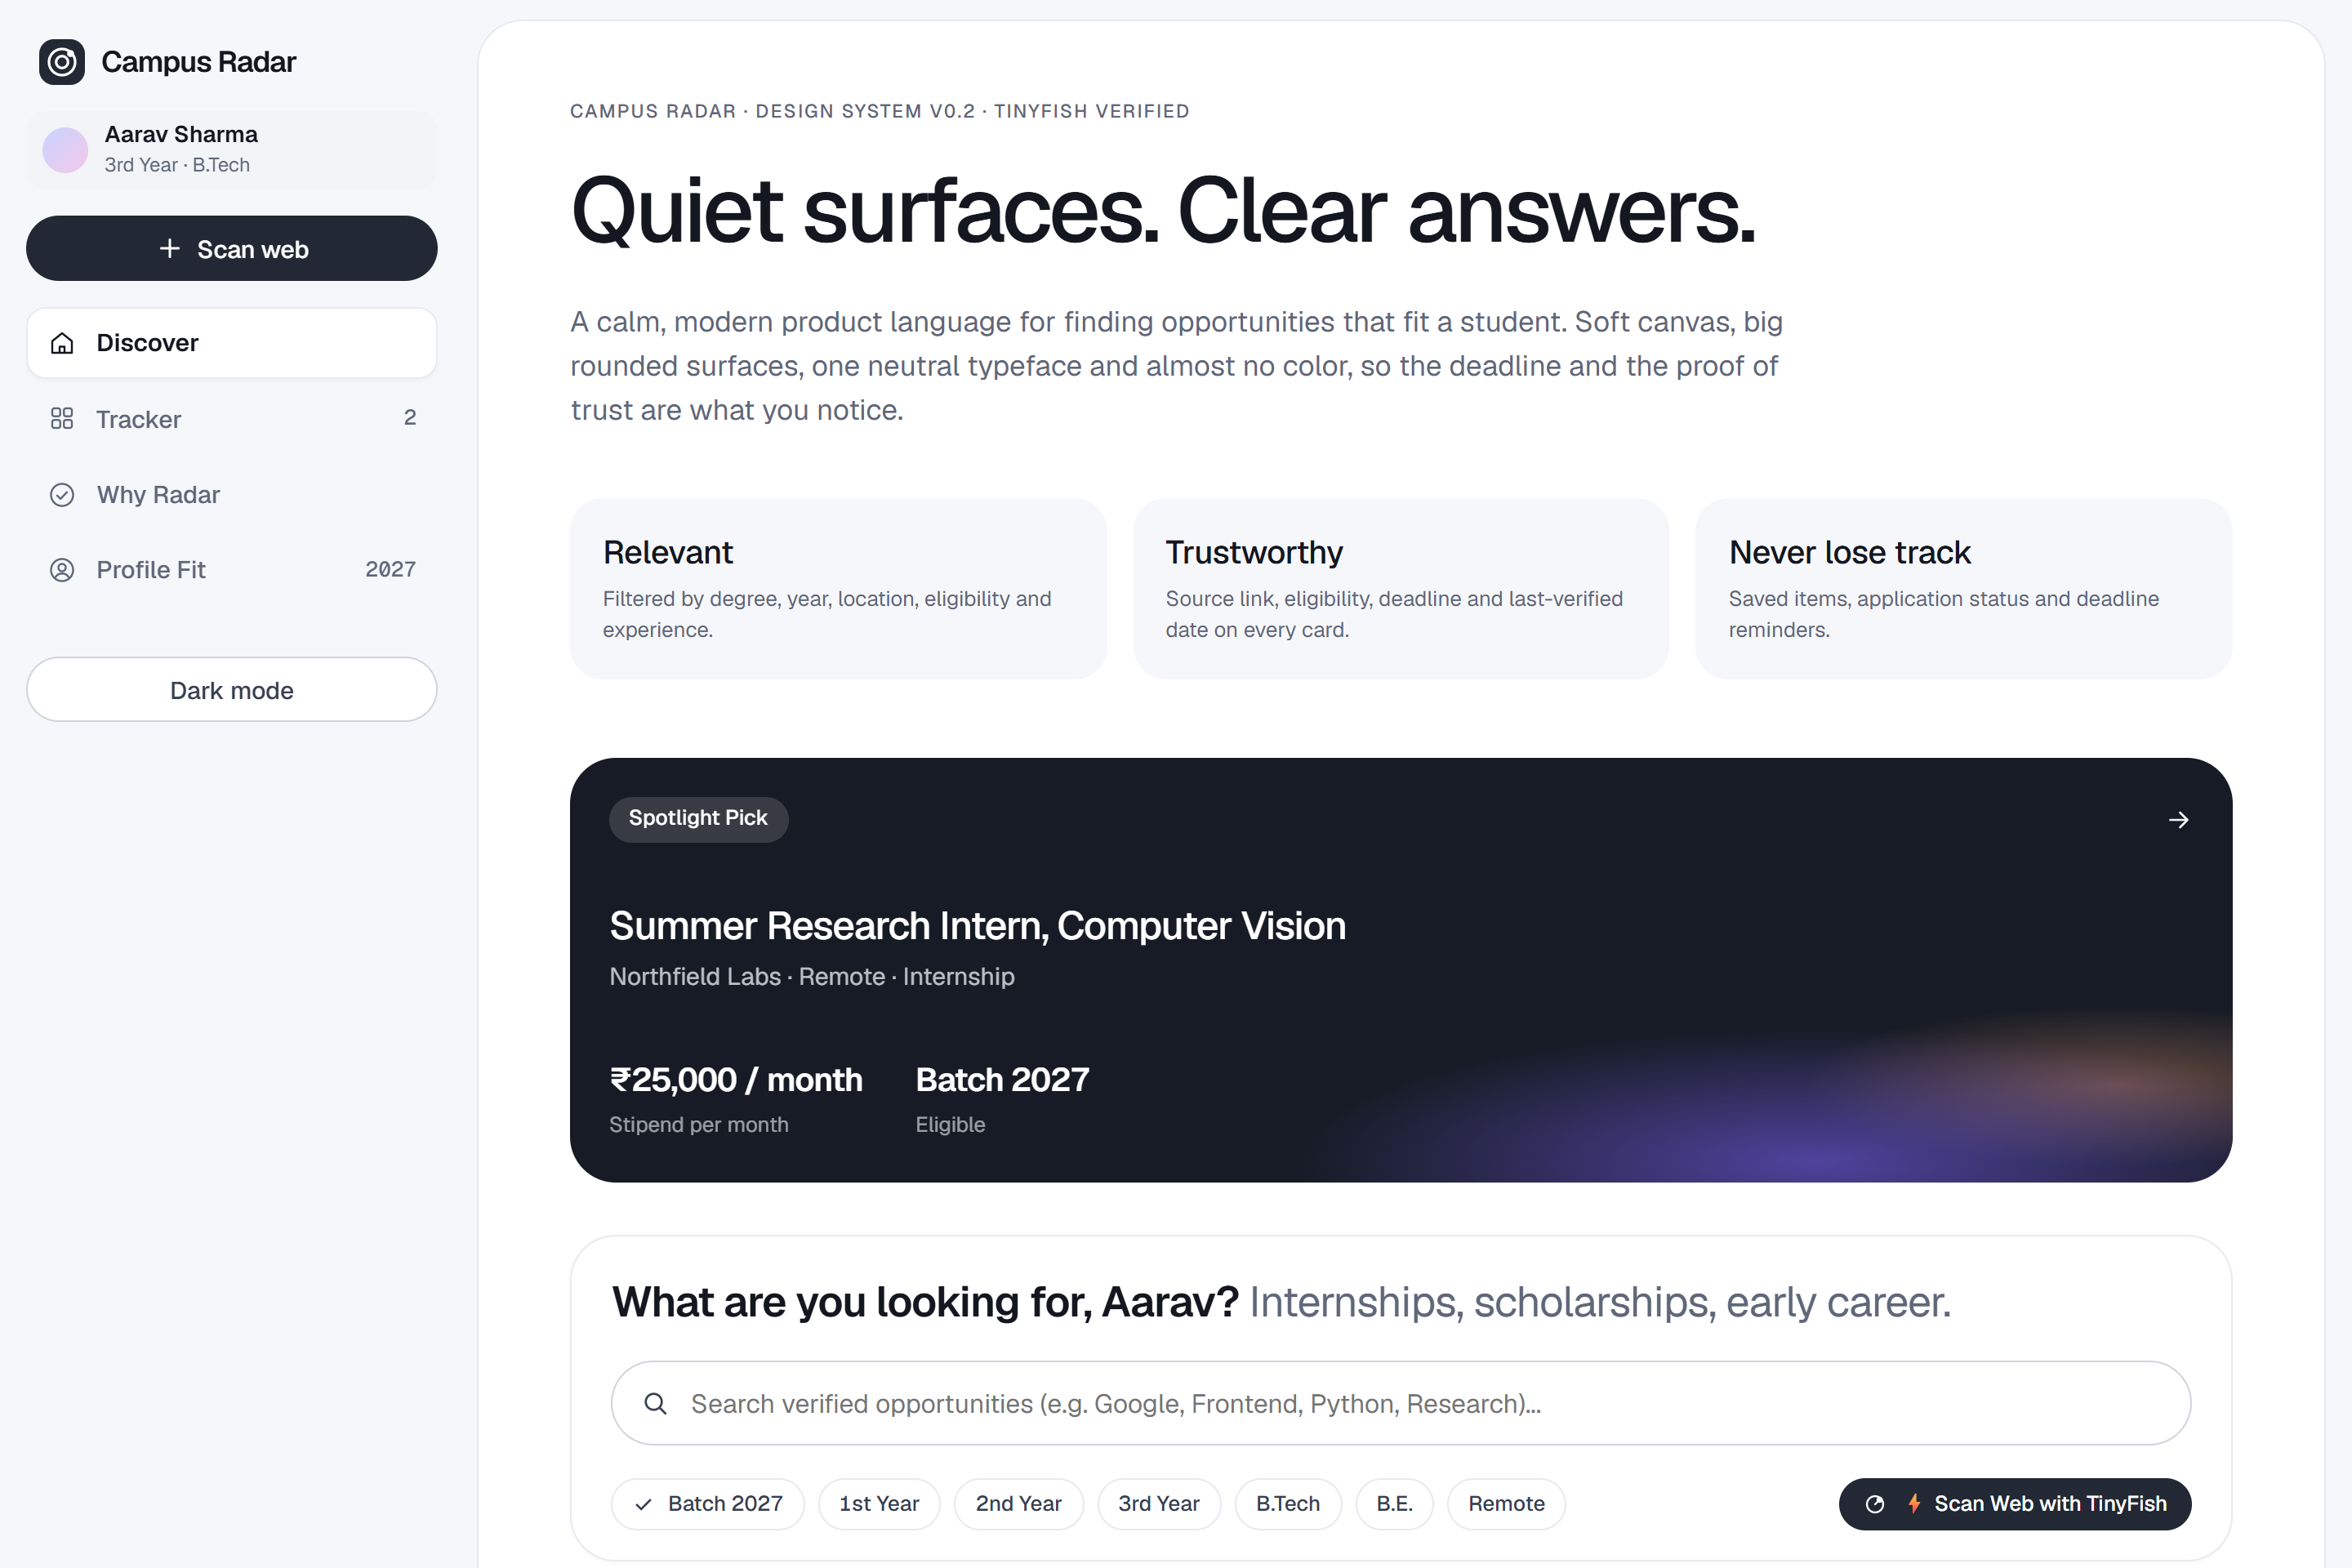 Campus Radar
Aarav Sharma
3rd Year · B.Tech
Scan web
Discover
Tracker 2
Why Radar
Profile Fit 2027
Dark mode
CAMPUS RADAR · DESIGN SYSTEM V0.2 · TINYFISH VERIFIED
Quiet surfaces. Clear answers.
A calm, modern product language for finding opportunities that fit a student. Soft canvas, big
rounded surfaces, one neutral typeface and almost no color, so the deadline and the proof of
trust are what you notice.
Relevant
Filtered by degree, year, location, eligibility and
experience.
Trustworthy
Source link, eligibility, deadline and last-verified
date on every card.
Never lose track
Saved items, application status and deadline
reminders.
Spotlight Pick
Summer Research Intern, Computer Vision
Northfield Labs · Remote · Internship
₹25,000 / month
Stipend per month
Batch 2027
Eligible
What are you looking for, Aarav? Internships, scholarships, early career.
Search verified opportunities (e.g. Google, Frontend, Python, Research)...
Batch 2027 1st Year 2nd Year 3rd Year B.Tech B.E. Remote Scan Web with TinyFish